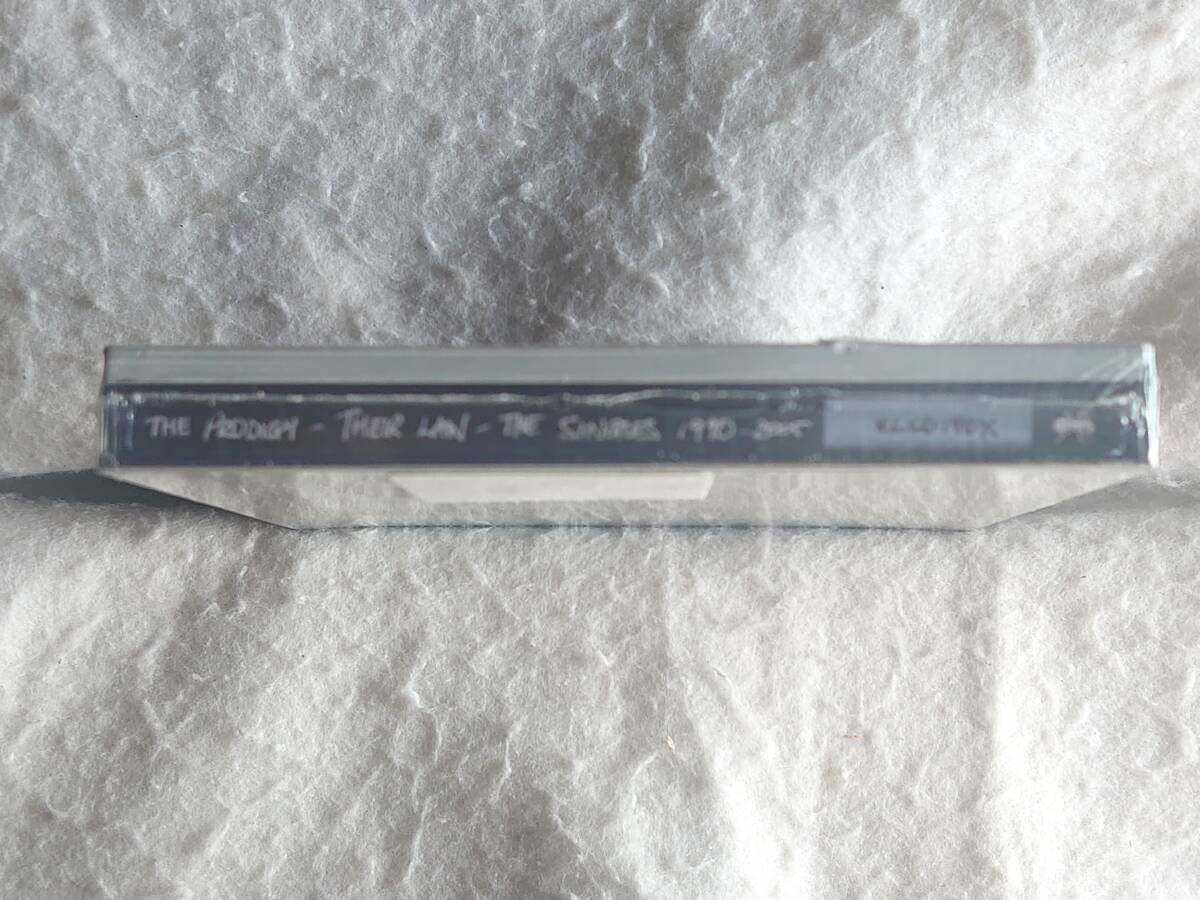 THE PRODIGY - THEIR LAW - THE SINGLES 1990-2005